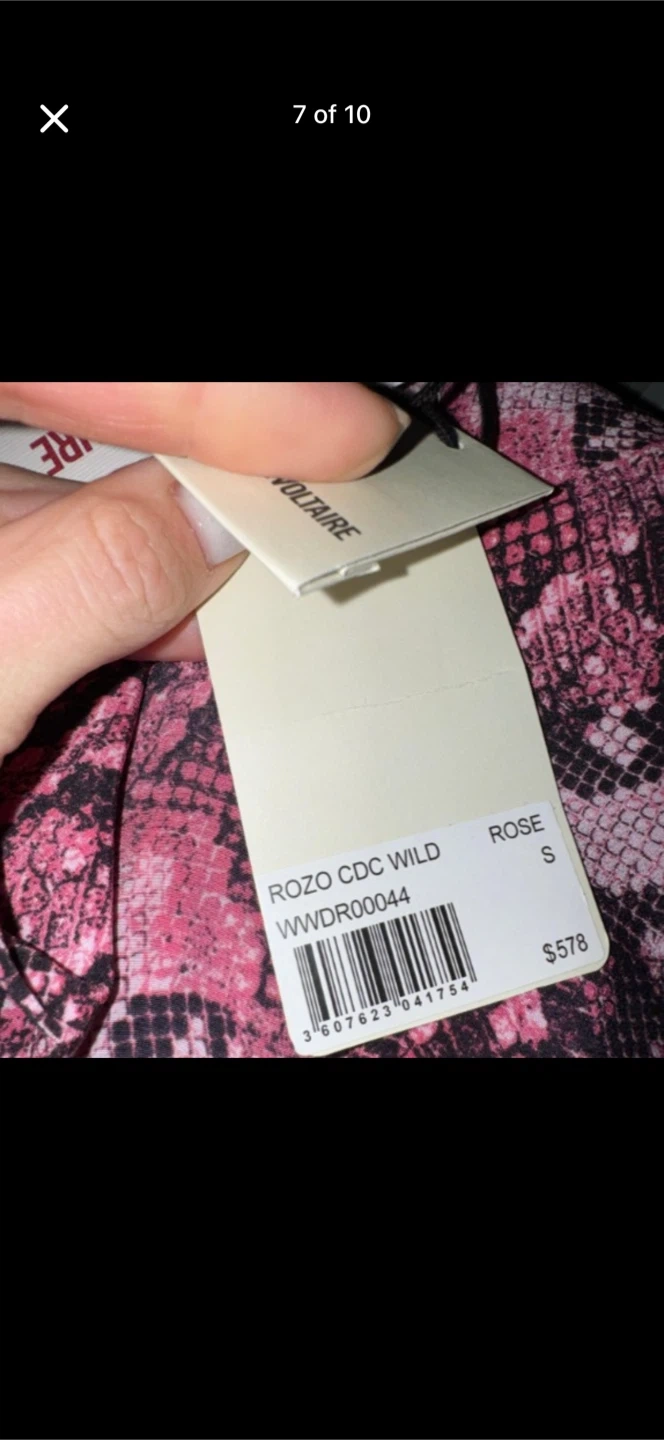 7 of 10
VOLTAIRE
ROZO CDC WILD
ROSE
WWDR00044
S
$578
3 607623 041754